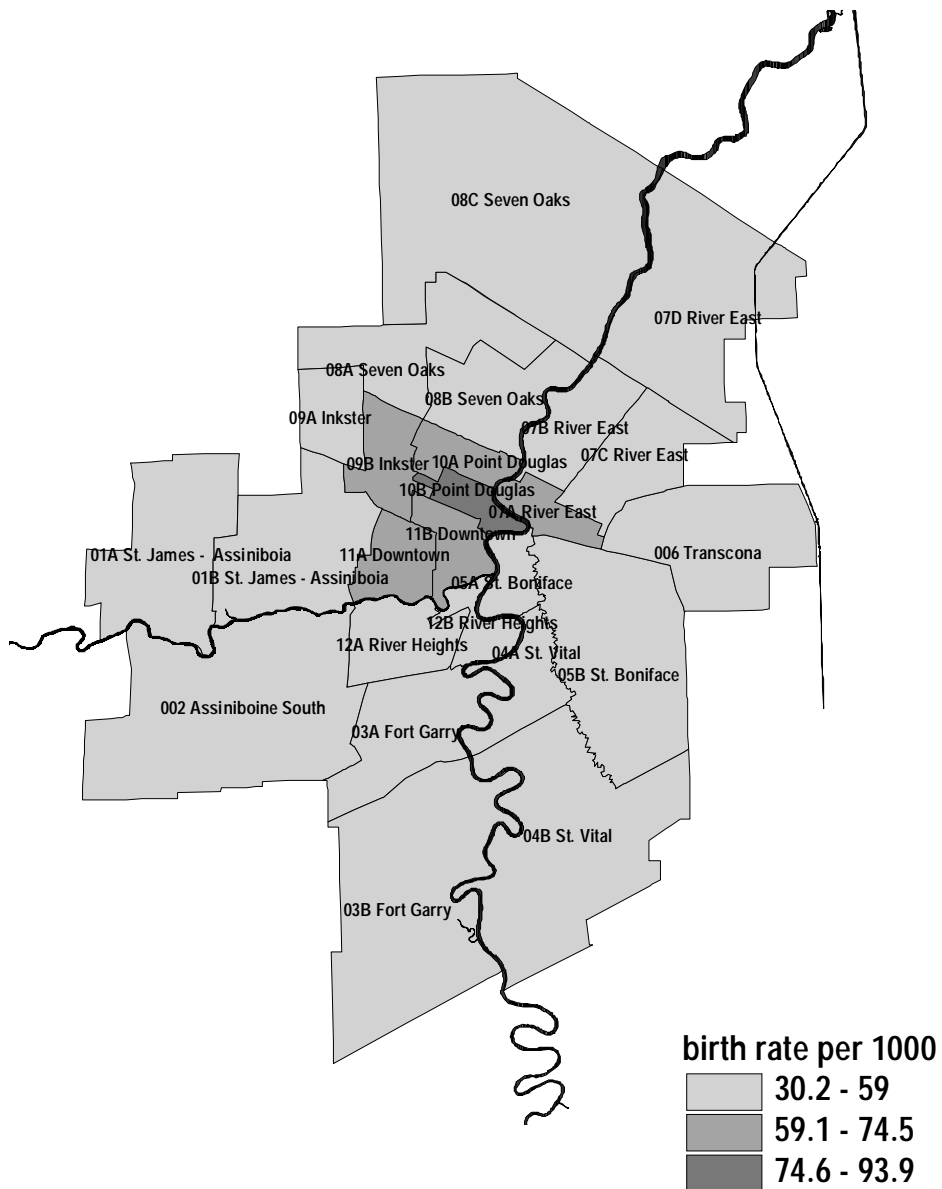 08C Seven Oaks
07D River East
08A Seven Oaks
08B Seven Oaks
09A Inkster
07B River East
07C River East
09B Inkster
10A Point Douglas
10B Point Douglas
07A River East
11B Downtown
01A St. James - Assiniboia
11A Downtown
006 Transcona
01B St. James - Assiniboia
05A St. Boniface
12B River Heights
12A River Heights
04A St. Vital
05B St. Boniface
002 Assiniboine South
03A Fort Garry
04B St. Vital
03B Fort Garry
birth rate per 1000
30.2 - 59
59.1 - 74.5
74.6 - 93.9